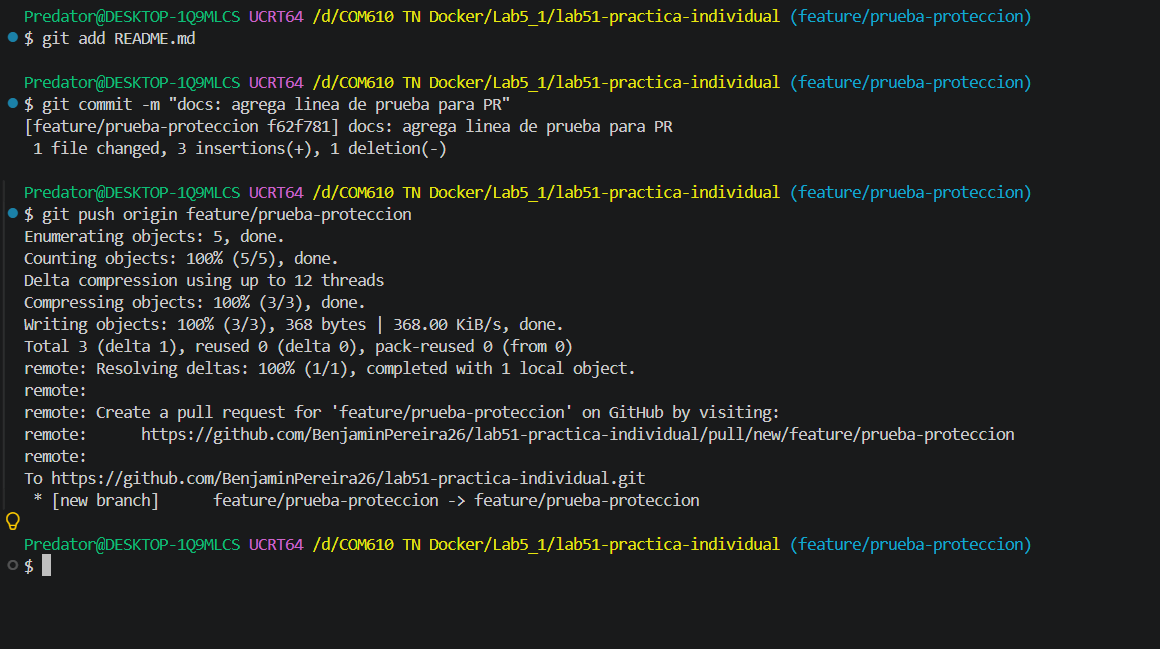 Predator@DESKTOP-1Q9MLCS UCRT64 /d/COM610 TN Docker/Lab5_1/lab51-practica-individual (feature/prueba-proteccion)
$ git add README.md
Predator@DESKTOP-1Q9MLCS UCRT64 /d/COM610 TN Docker/Lab5_1/lab51-practica-individual (feature/prueba-proteccion)
$ git commit -m "docs: agrega linea de prueba para PR"
[feature/prueba-proteccion f62f781] docs: agrega linea de prueba para PR
 1 file changed, 3 insertions(+), 1 deletion(-)
Predator@DESKTOP-1Q9MLCS UCRT64 /d/COM610 TN Docker/Lab5_1/lab51-practica-individual (feature/prueba-proteccion)
$ git push origin feature/prueba-proteccion
Enumerating objects: 5, done.
Counting objects: 100% (5/5), done.
Delta compression using up to 12 threads
Compressing objects: 100% (3/3), done.
Writing objects: 100% (3/3), 368 bytes | 368.00 KiB/s, done.
Total 3 (delta 1), reused 0 (delta 0), pack-reused 0 (from 0)
remote: Resolving deltas: 100% (1/1), completed with 1 local object.
remote:
remote: Create a pull request for 'feature/prueba-proteccion' on GitHub by visiting:
remote:      https://github.com/BenjaminPereira26/lab51-practica-individual/pull/new/feature/prueba-proteccion
remote:
To https://github.com/BenjaminPereira26/lab51-practica-individual.git
 * [new branch]      feature/prueba-proteccion -> feature/prueba-proteccion
Predator@DESKTOP-1Q9MLCS UCRT64 /d/COM610 TN Docker/Lab5_1/lab51-practica-individual (feature/prueba-proteccion)
$